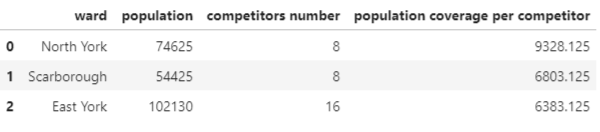 ward population competitors number population coverage per competitor
0 North York 74625 8 9328.125
1 Scarborough 54425 8 6803.125
2 East York 102130 16 6383.125